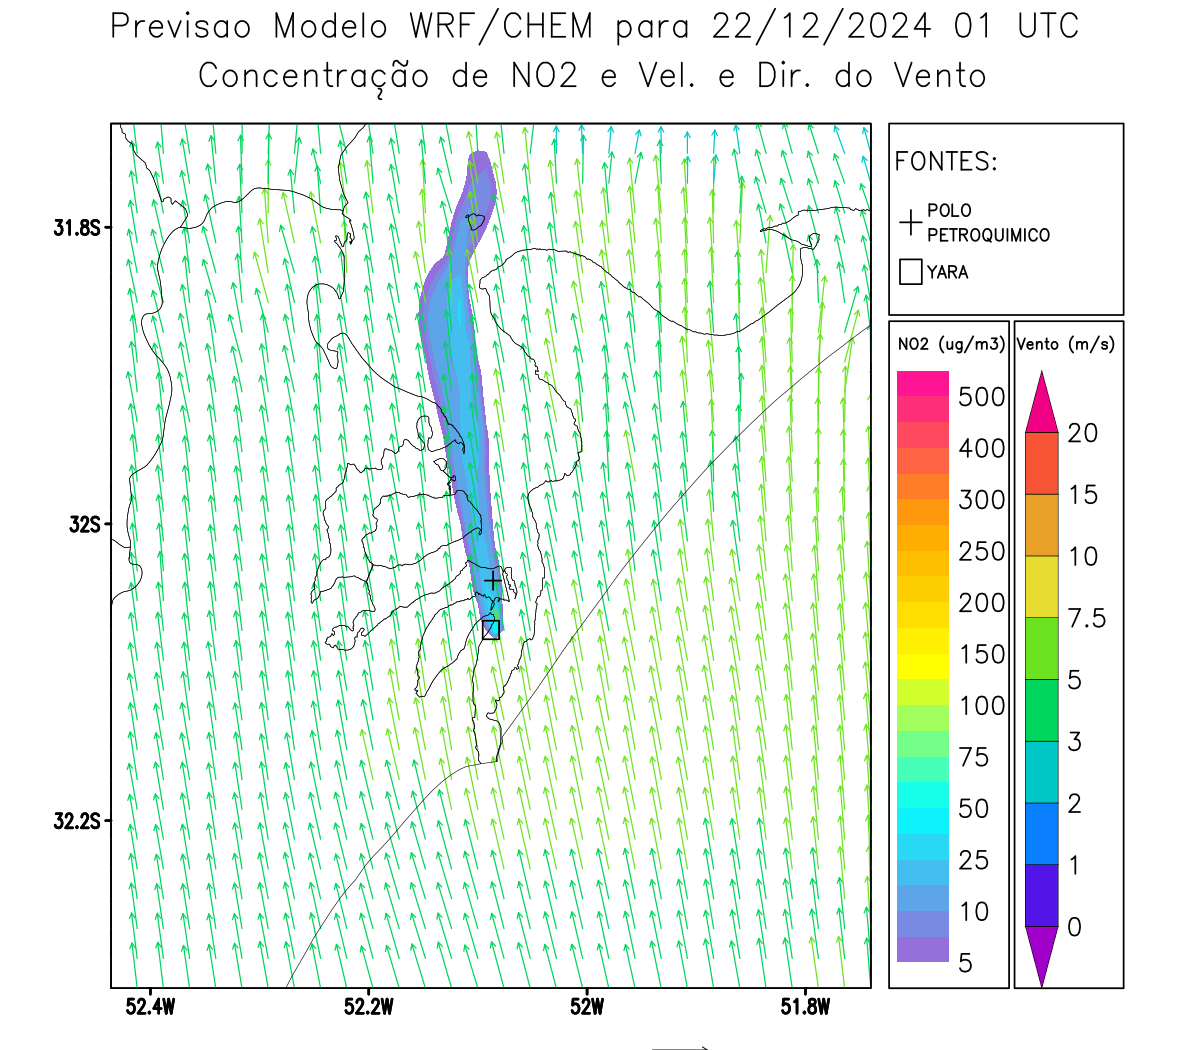 Previsao Modelo WRF/CHEM para 22/12/2024 01 UTC
Concentração de NO2 e Vel. e Dir. do Vento
FONTES:
POLO
PETROQUIMICO
YARA
NO2 (ug/m3)
500
400
300
250
200
150
100
75
50
25
10
5
Vento (m/s)
20
15
10
7.5
5
3
2
1
0
31.8S
32S
32.2S
52.4W
52.2W
52W
51.8W